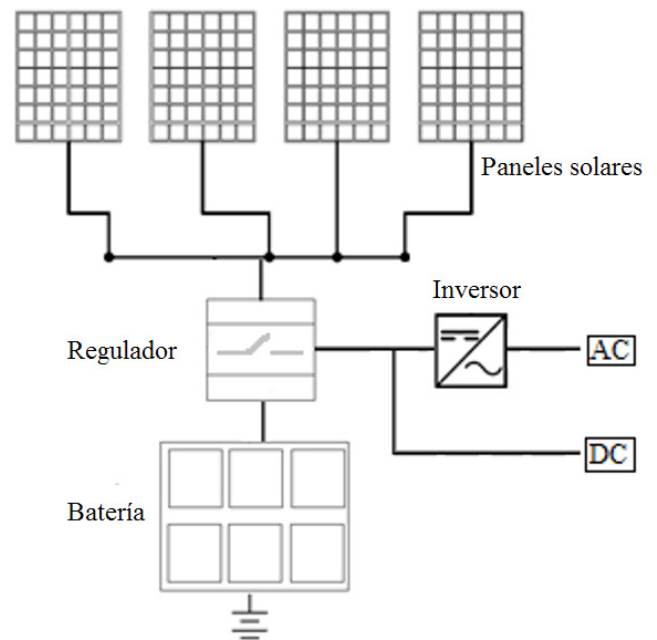 Paneles solares
Inversor
Regulador
AC
DC
Batería